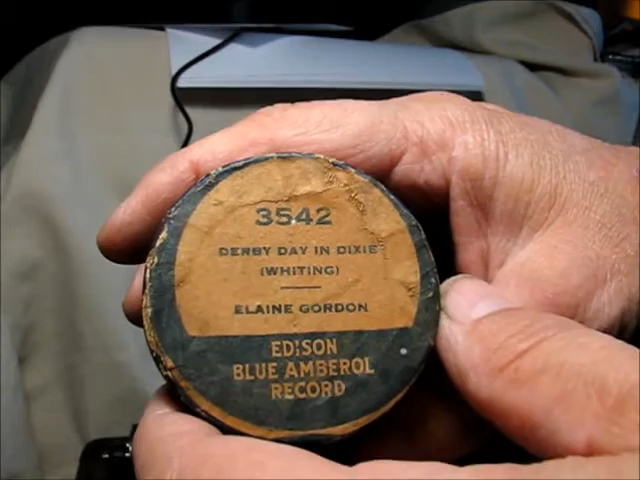 3542
DERBY DAY IN DIXIE
(WHITING)
ELAINE GORDON
EDISON
BLUE AMBEROL
RECORD